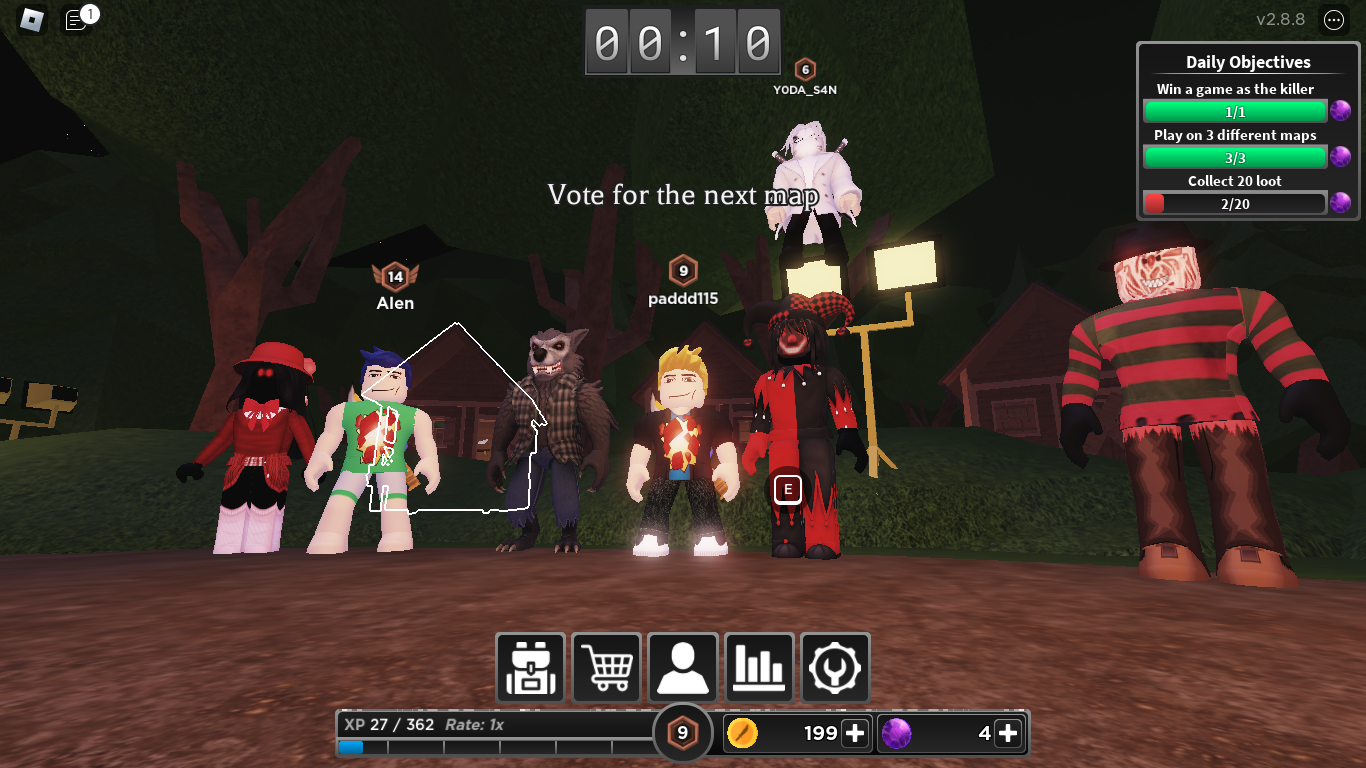 1
00:10
v2.8.8
6
Y0DA_S4N
Daily Objectives
Win a game as the killer
1/1
Play on 3 different maps
3/3
Collect 20 loot
2/20
Vote for the next map
14
Alen
9
paddd115
E
XP 27 / 362 Rate: 1x
9
199
4